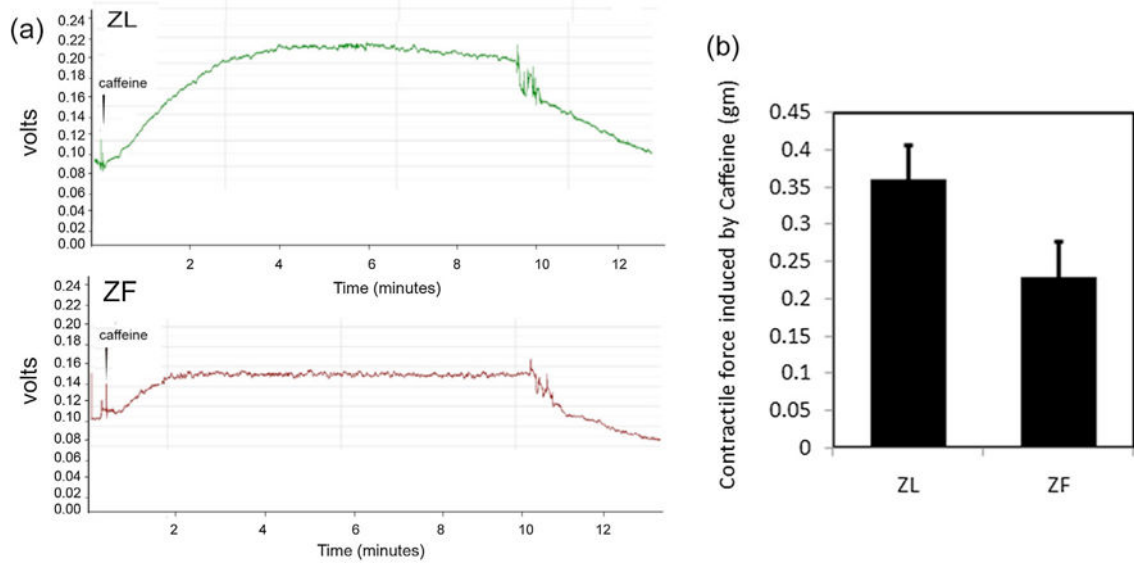 (a)
ZL
0.24
0.22
0.20
0.16
0.14
0.12
0.10
0.08
0.06
0.04
0.02
0.00
volts
caffeine
2 4 6 8 10 12
Time (minutes)
ZF
0.24
0.20
0.20
0.16
0.14
0.12
0.10
0.08
0.06
0.04
0.02
0.00
volts
caffeine
2 4 6 8 10 12
Time (minutes)
(b)
Contractile force induced by Caffeine (gm)
0.45
0.4
0.35
0.3
0.25
0.2
0.15
0.1
0.05
0
ZL ZF